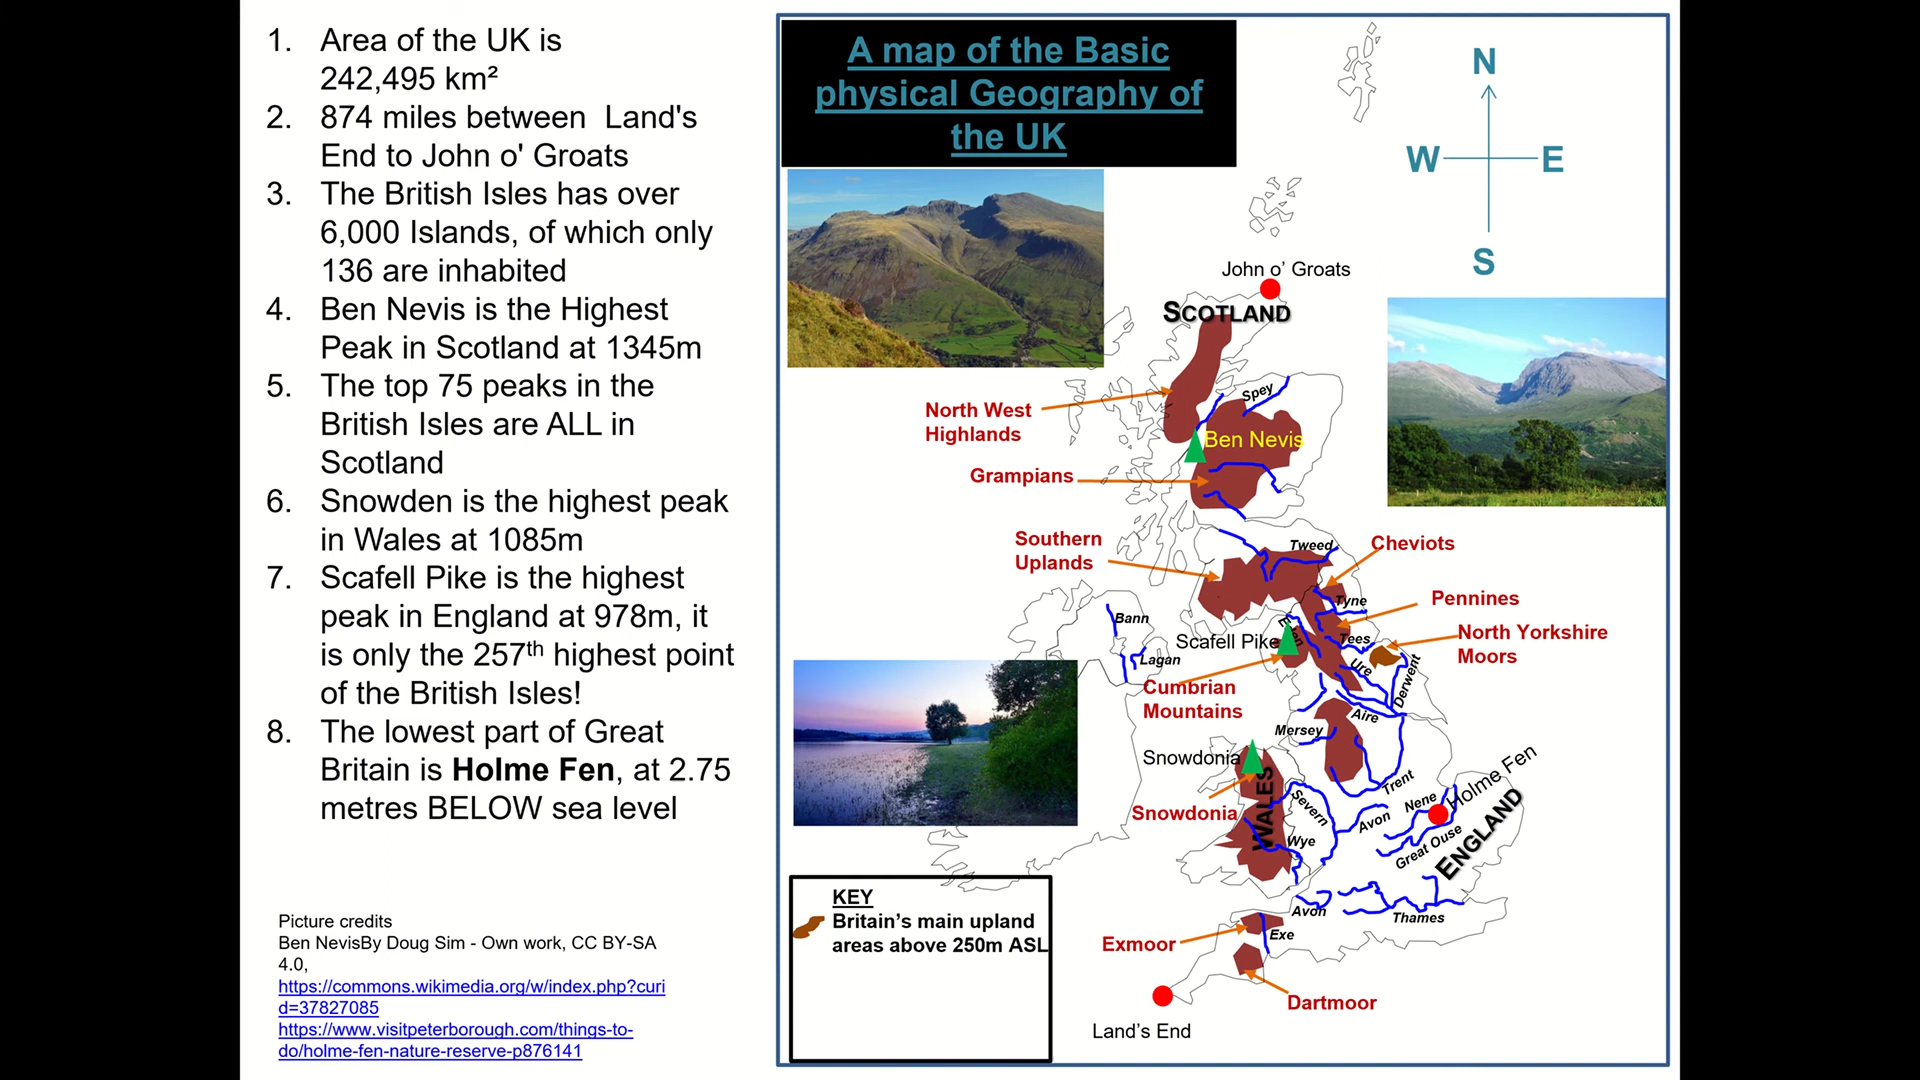 1. Area of the UK is
242,495 km²
2. 874 miles between  Land's
End to John o' Groats
3. The British Isles has over
6,000 Islands, of which only
136 are inhabited
4. Ben Nevis is the Highest
Peak in Scotland at 1345m
5. The top 75 peaks in the
British Isles are ALL in
Scotland
6. Snowden is the highest peak
in Wales at 1085m
7. Scafell Pike is the highest
peak in England at 978m, it
is only the 257th highest point
of the British Isles!
8. The lowest part of Great
Britain is Holme Fen, at 2.75
metres BELOW sea level
Picture credits
Ben NevisBy Doug Sim - Own work, CC BY-SA
4.0,
https://commons.wikimedia.org/w/index.php?curi
d=37827085
https://www.visitpeterborough.com/things-to-
do/holme-fen-nature-reserve-p876141
A map of the Basic
physical Geography of
the UK
N
W E
S
John o’ Groats
SCOTLAND
North West
Highlands
Spey
Ben Nevis
Grampians
Southern
Uplands
Tweed
Cheviots
Pennines
Tyne
Bann
Eden
Scafell Pike
Tees
North Yorkshire
Moors
Lagan
Ure
Derwent
Cumbrian
Mountains
Aire
Mersey
Snowdonia
Trent
Holme Fen
Nene
Snowdonia
WALES
Severn
Avon
Great Ouse
ENGLAND
Wye
Avon
Thames
Exmoor
Exe
Dartmoor
Land’s End
KEY
Britain’s main upland
areas above 250m ASL